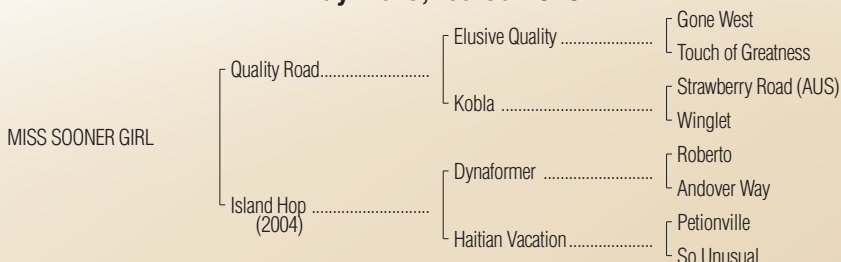 Gone West
Elusive Quality
Touch of Greatness
Quality Road
Strawberry Road (AUS)
Kobla
Winglet
MISS SOONER GIRL
Roberto
Dynaformer
Andover Way
Island Hop
(2004)
Petionville
Haitian Vacation
So Unusual